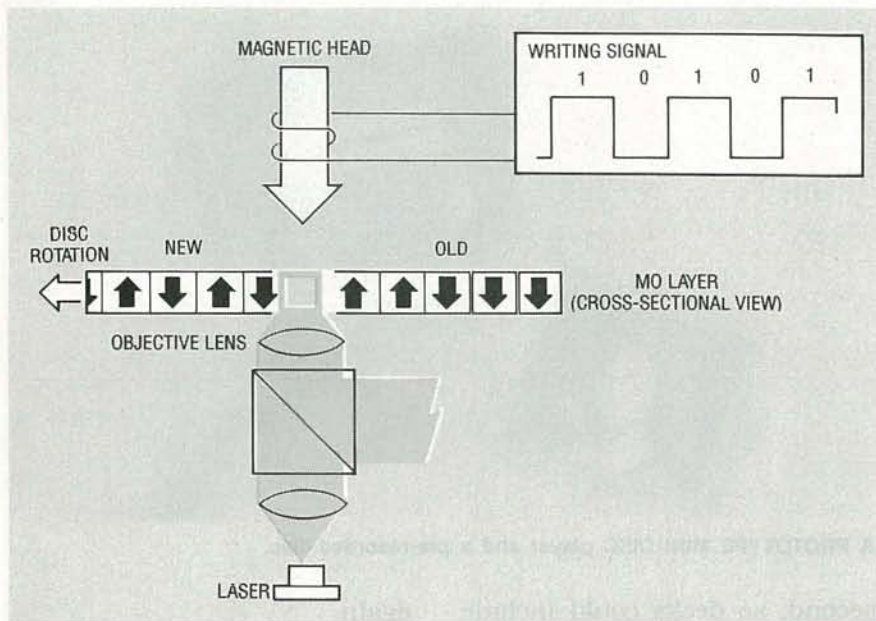 MAGNETIC HEAD
WRITING SIGNAL
1 0 1 0 1
DISC
ROTATION
NEW
OLD
MO LAYER
(CROSS-SECTIONAL VIEW)
OBJECTIVE LENS
LASER